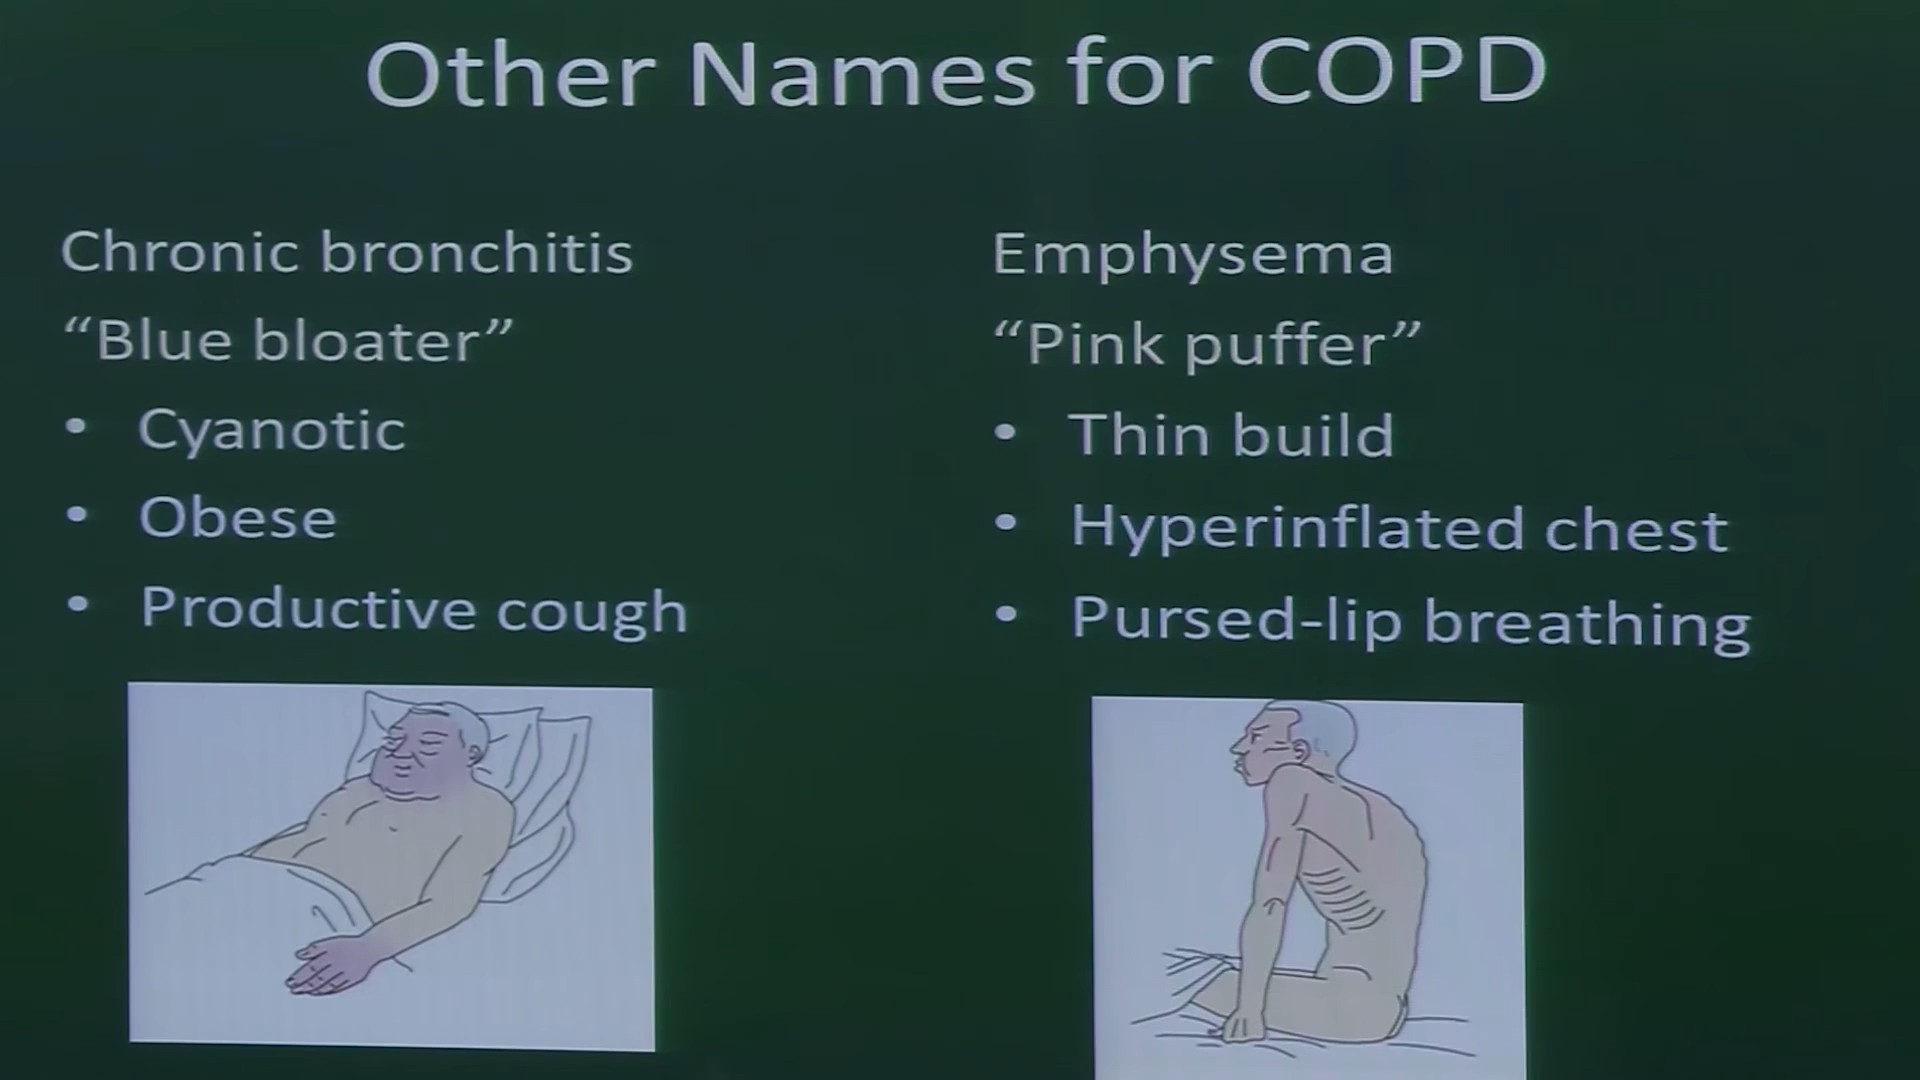 Other Names for COPD
Chronic bronchitis
“Blue bloater”
• Cyanotic
• Obese
• Productive cough
Emphysema
“Pink puffer”
• Thin build
• Hyperinflated chest
• Pursed-lip breathing